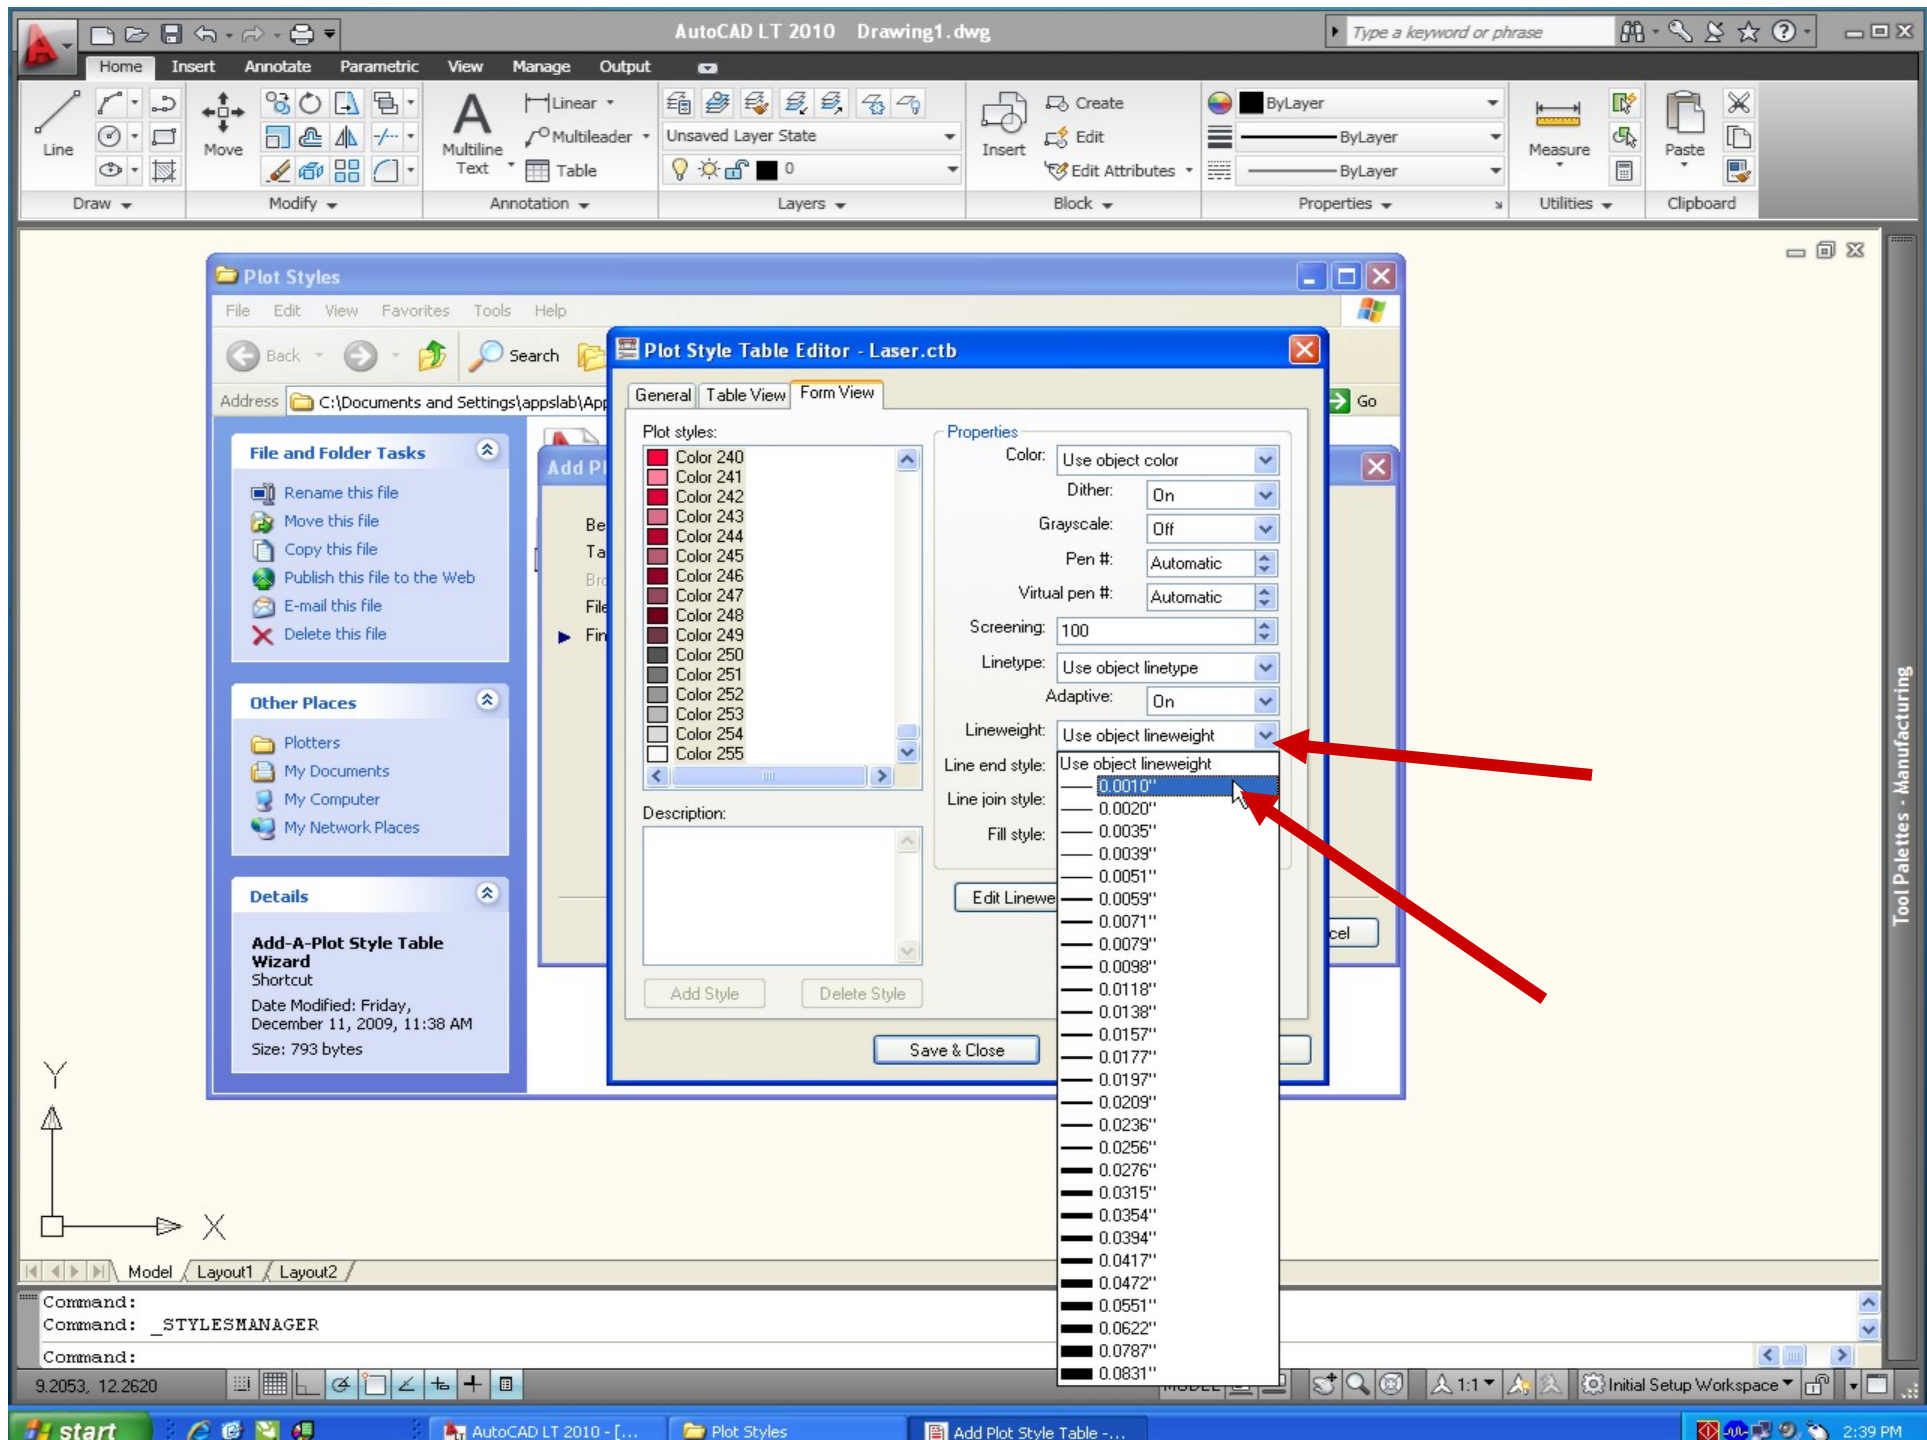 AutoCAD LT 2010 Drawing1.dwg
Type a keyword or phrase
Home Insert Annotate Parametric View Manage Output
Line
Move
A
Multiline
Text
Linear
Multileader
Table
Unsaved Layer State
0
Insert
Create
Edit
Edit Attributes
ByLayer
ByLayer
ByLayer
Measure
Paste
Draw Modify Annotation Layers Block Properties Utilities Clipboard
Plot Styles
File Edit View Favorites Tools Help
Back Search
Address C:\Documents and Settings\appslab\App
Go
File and Folder Tasks
Rename this file
Move this file
Copy this file
Publish this file to the Web
E-mail this file
Delete this file
Other Places
Plotters
My Documents
My Computer
My Network Places
Details
Add-A-Plot Style Table
Wizard
Shortcut
Date Modified: Friday,
December 11, 2009, 11:38 AM
Size: 793 bytes
Add Pl
Be
Ta
Bro
File
Fin
cel
Plot Style Table Editor - Laser.ctb
General Table View Form View
Plot styles:
Color 240
Color 241
Color 242
Color 243
Color 244
Color 245
Color 246
Color 247
Color 248
Color 249
Color 250
Color 251
Color 252
Color 253
Color 254
Color 255
Description:
Add Style Delete Style
Properties
Color: Use object color
Dither: On
Grayscale: Off
Pen #: Automatic
Virtual pen #: Automatic
Screening: 100
Linetype: Use object linetype
Adaptive: On
Lineweight: Use object lineweight
Line end style:
Line join style:
Fill style:
Edit Linewe
Save & Close
Use object lineweight
0.0010"
0.0020"
0.0035"
0.0039"
0.0051"
0.0059"
0.0071"
0.0079"
0.0098"
0.0118"
0.0138"
0.0157"
0.0177"
0.0197"
0.0209"
0.0236"
0.0256"
0.0276"
0.0315"
0.0354"
0.0394"
0.0417"
0.0472"
0.0551"
0.0622"
0.0787"
0.0831"
Tool Palettes - Manufacturing
Y
X
Model Layout1 Layout2
Command:
Command: _STYLESMANAGER
Command:
9.2053, 12.2620
1:1
Initial Setup Workspace
start
AutoCAD LT 2010 - [...
Plot Styles
Add Plot Style Table -...
2:39 PM